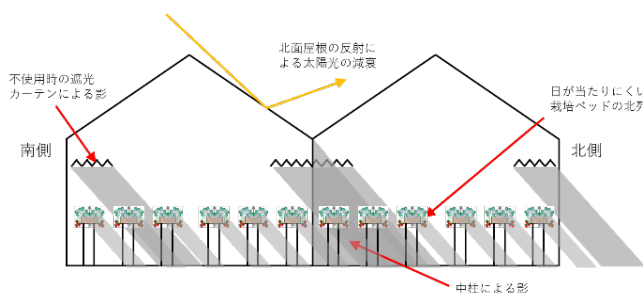 北面屋根の反射に
よる太陽光の減衰
不使用時の遮光
カーテンによる影
日が当たりにくい
栽培ベッドの北列
南側
北側
中柱による影